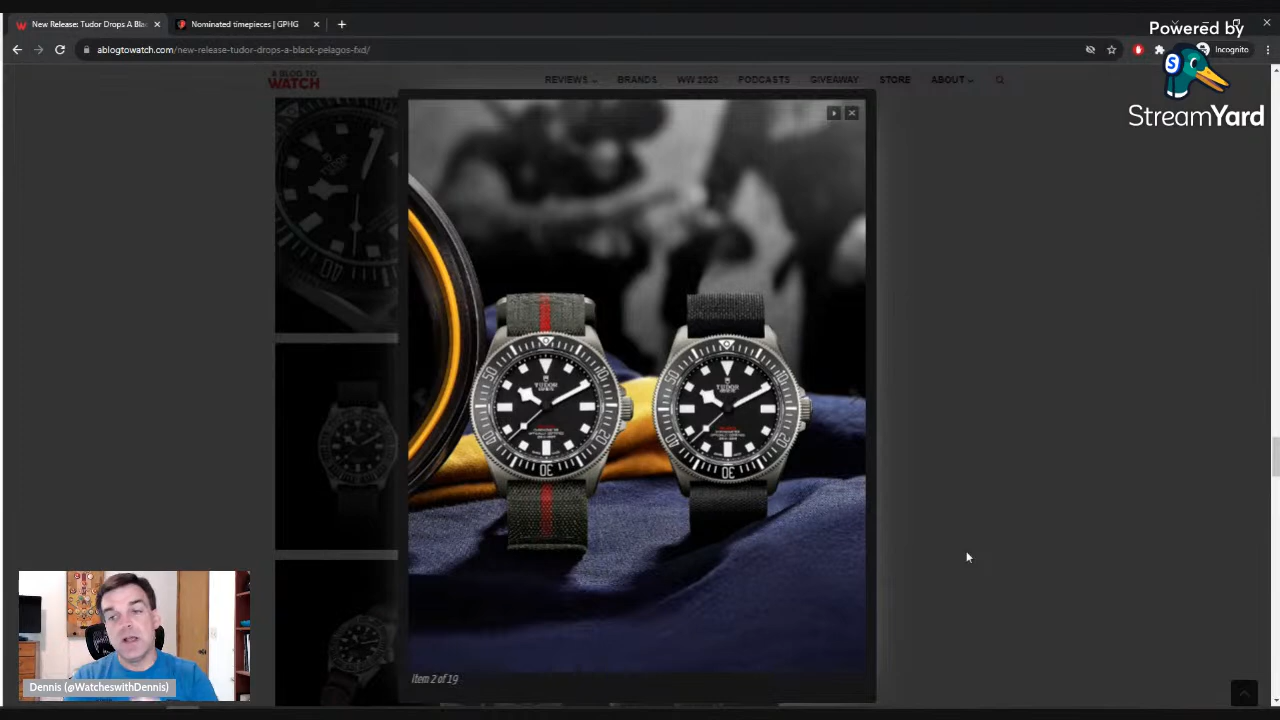 New Release: Tudor Drops A Bla
Nominated timepieces | GPHG
Powered by
ablogtowatch.com/new-release-tudor-drops-a-black-pelagos-fxd/
Incognito
StreamYard
A BLOG TO
WATCH
REVIEWS
BRANDS
WW 2023
PODCASTS
GIVEAWAY
STORE
ABOUT
TUDOR
TUDOR
Item 2 of 19
Dennis (@WatcheswithDennis)